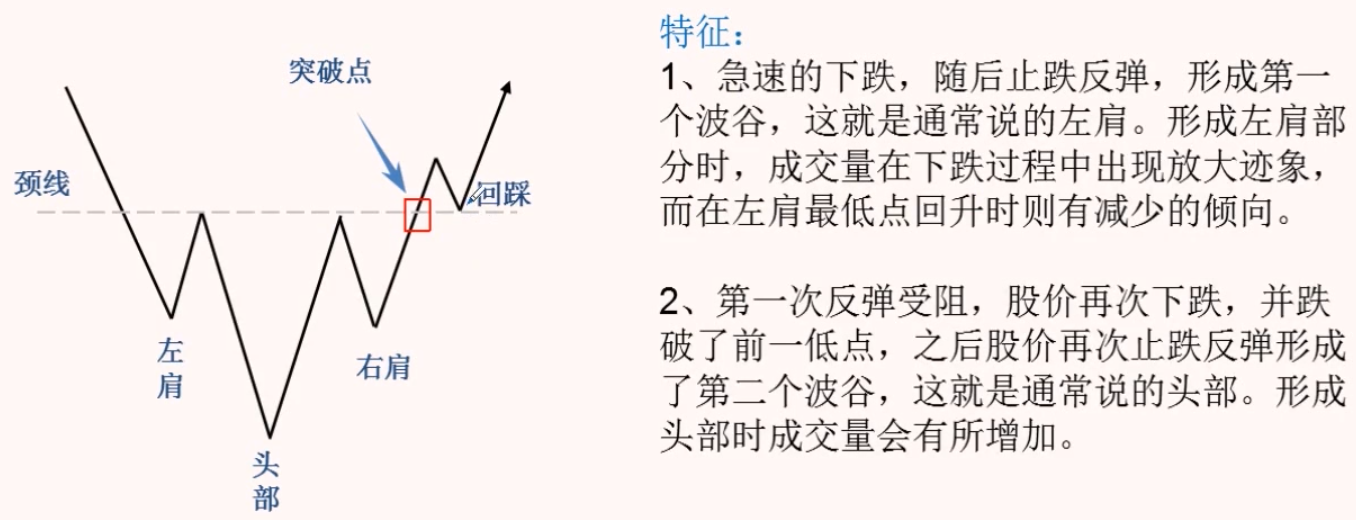 突破点
颈线
回踩
左
肩
右肩
头
部
特征：
1、急速的下跌，随后止跌反弹，形成第一
个波谷，这就是通常说的左肩。形成左肩部
分时，成交量在下跌过程中出现放大迹象，
而在左肩最低点回升时则有减少的倾向。
2、第一次反弹受阻，股价再次下跌，并跌
破了前一低点，之后股价再次止跌反弹形成
了第二个波谷，这就是通常说的头部。形成
头部时成交量会有所增加。